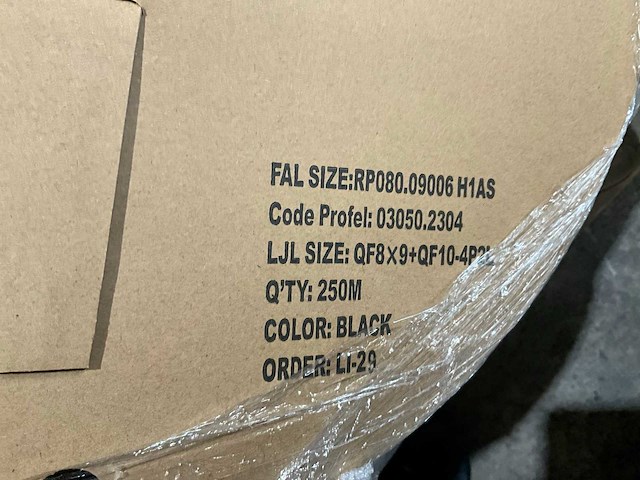 FAL SIZE:RP080.09006 H1AS
Code Profel: 03050.2304
LJL SIZE: QF8×9+QF10-4P2L
Q'TY: 250M
COLOR: BLACK
ORDER: LI-29